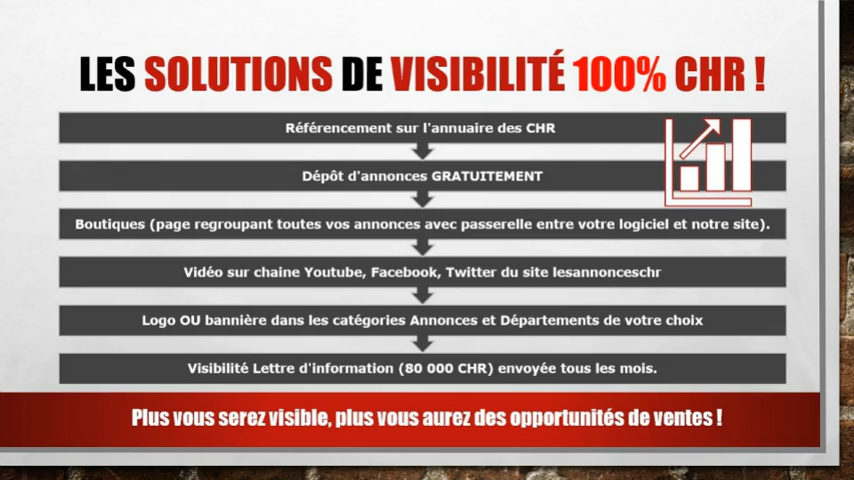 LES SOLUTIONS DE VISIBILITÉ 100% CHR !
Référencement sur l'annuaire des CHR
Dépôt d'annonces GRATUITEMENT
Boutiques (page regroupant toutes vos annonces avec passerelle entre votre logiciel et notre site).
Vidéo sur chaine Youtube, Facebook, Twitter du site lesannonceschr
Logo OU bannière dans les catégories Annonces et Départements de votre choix
Visibilité Lettre d'information (80 000 CHR) envoyée tous les mois.
Plus vous serez visible, plus vous aurez des opportunités de ventes !